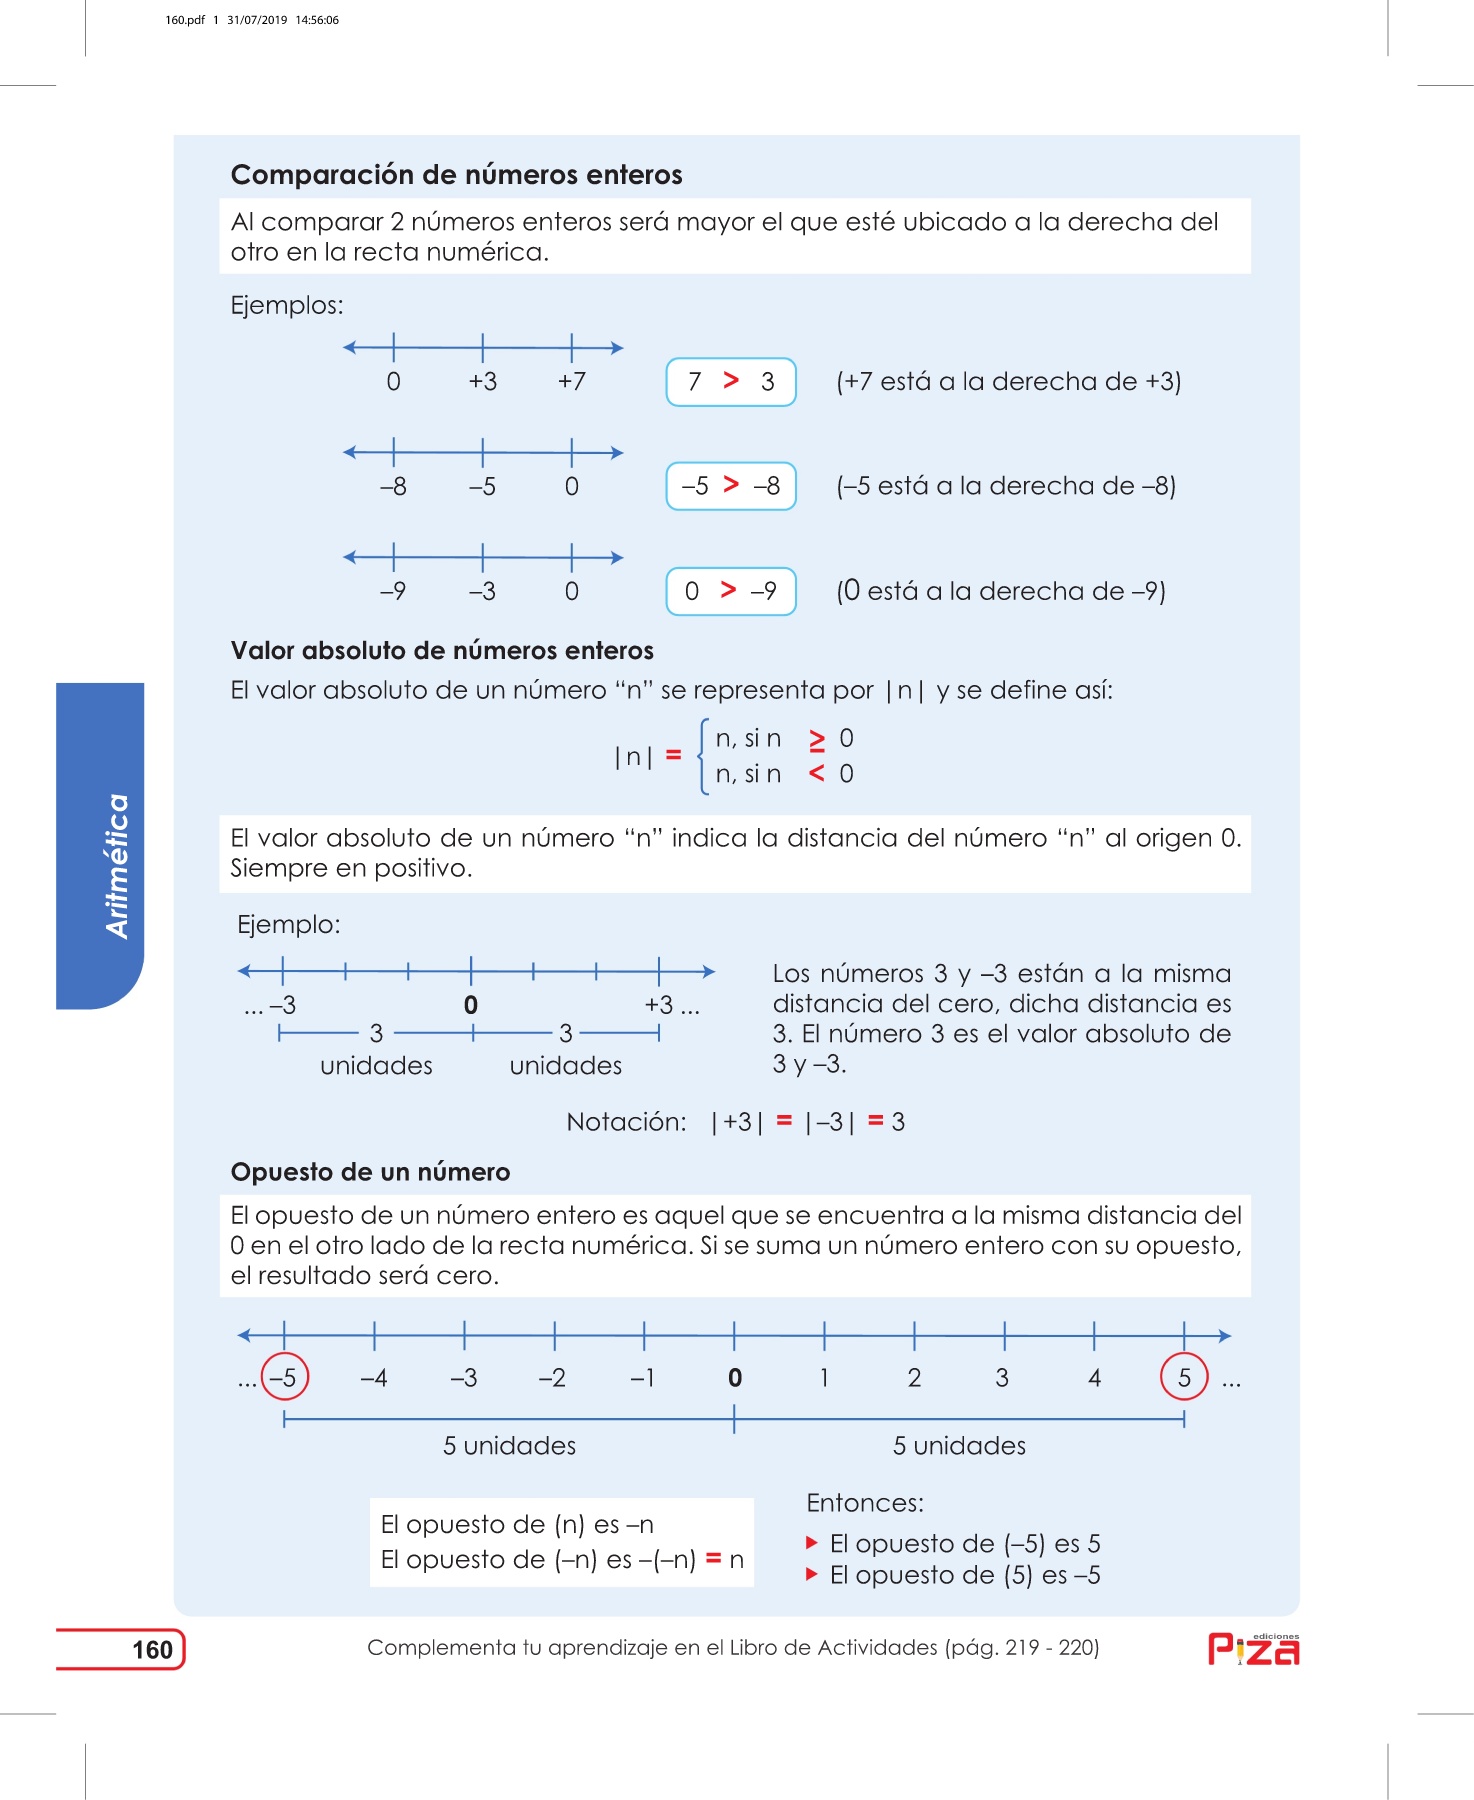 160.pdf 1 31/07/2019 14:56:06
Comparación de números enteros
Al comparar 2 números enteros será mayor el que esté ubicado a la derecha del
otro en la recta numérica.
Ejemplos:
0 +3 +7
7 > 3 (+7 está a la derecha de +3)
–8 –5 0
–5 > –8 (–5 está a la derecha de –8)
–9 –3 0
0 > –9 (0 está a la derecha de –9)
Valor absoluto de números enteros
El valor absoluto de un número “n” se representa por |n| y se define así:
|n| =
n, si n ≥ 0
n, si n < 0
El valor absoluto de un número “n” indica la distancia del número “n” al origen 0.
Siempre en positivo.
Ejemplo:
... –3 0 +3 ...
3 3
unidades unidades
Los números 3 y –3 están a la misma
distancia del cero, dicha distancia es
3. El número 3 es el valor absoluto de
3 y –3.
Notación: |+3| = |–3| = 3
Opuesto de un número
El opuesto de un número entero es aquel que se encuentra a la misma distancia del
0 en el otro lado de la recta numérica. Si se suma un número entero con su opuesto,
el resultado será cero.
... –5 –4 –3 –2 –1 0 1 2 3 4 5 ...
5 unidades 5 unidades
El opuesto de (n) es –n
El opuesto de (–n) es –(–n) = n
Entonces:
El opuesto de (–5) es 5
El opuesto de (5) es –5
Aritmética
160
Complementa tu aprendizaje en el Libro de Actividades (pág. 219 - 220)
ediciones
Piza